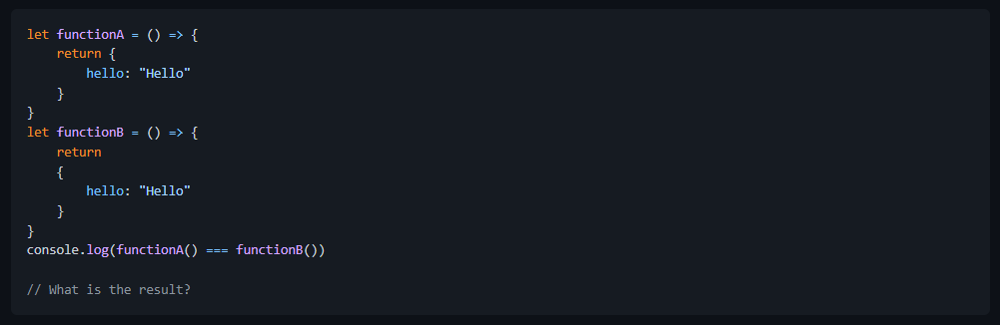 let functionA = () => {
    return {
        hello: "Hello"
    }
}
let functionB = () => {
    return
    {
        hello: "Hello"
    }
}
console.log(functionA() === functionB())

// What is the result?